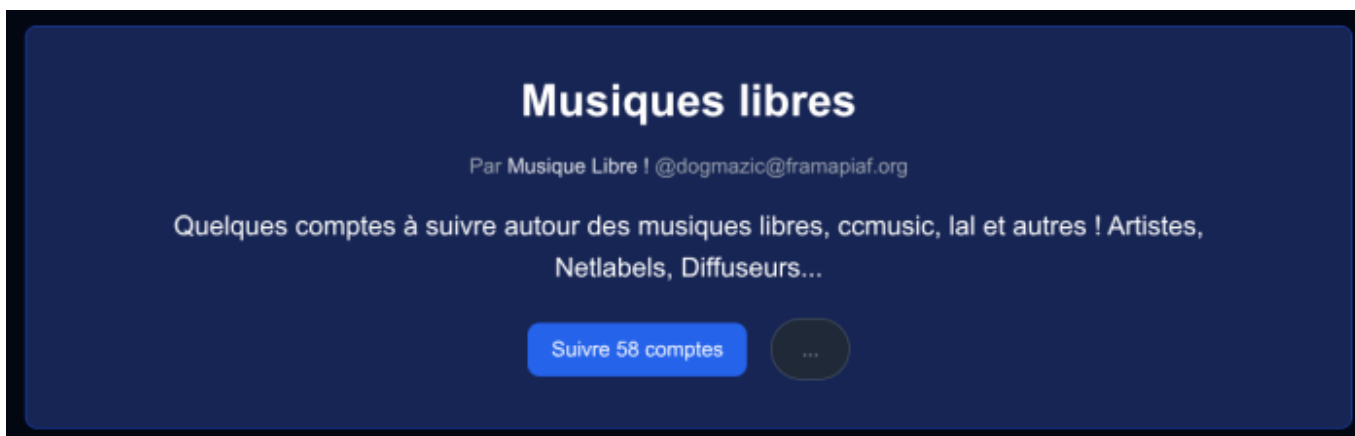 Musiques libres
Par Musique Libre ! @dogmazic@framapiaf.org
Quelques comptes à suivre autour des musiques libres, ccmusic, lal et autres ! Artistes,
Netlabels, Diffuseurs...
Suivre 58 comptes
...